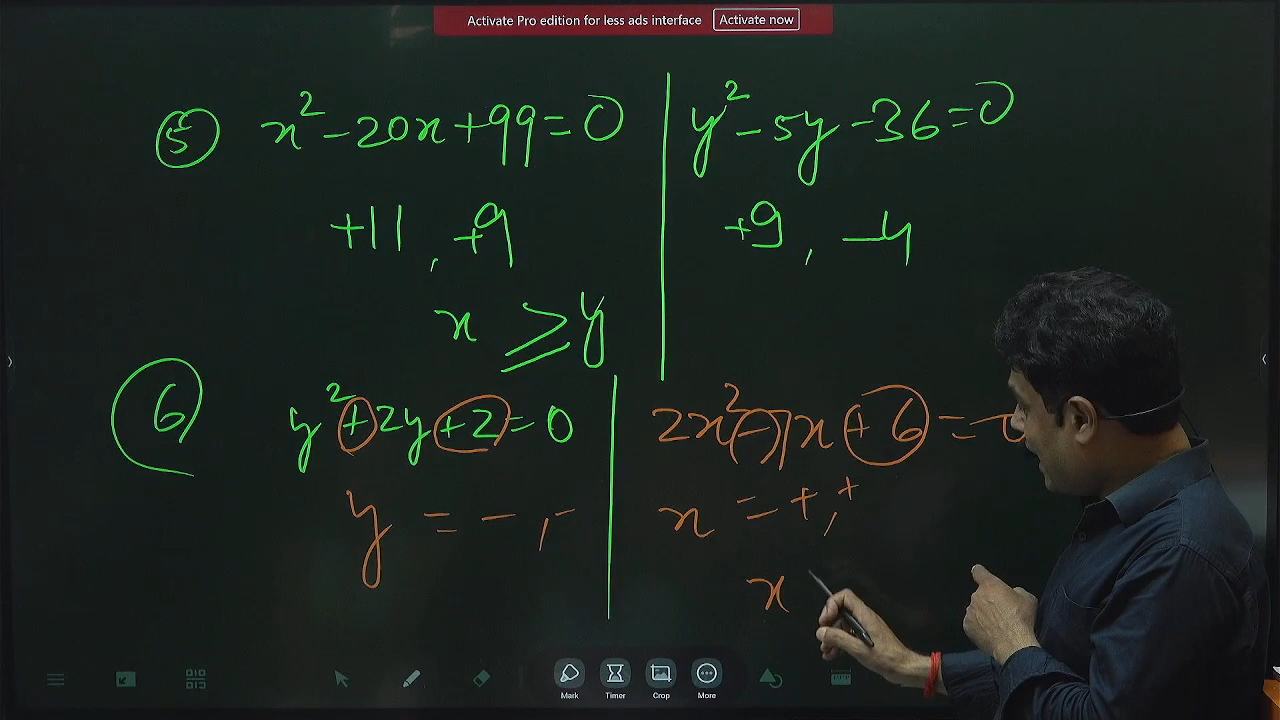 Activate Pro edition for less ads interface Activate now
5 x² - 20x + 99 = 0
+11, +9
x ≥ y
y² - 5y - 36 = 0
+9, -4
6 y² + 2y + 2 = 0
y = -, -
2x² - 7x + 6 = 0
x = +, +
x
Mark Timer Crop More